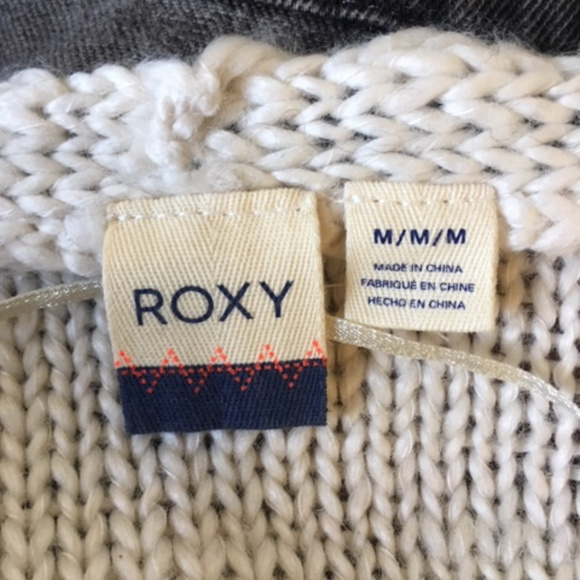 ROXY
M/M/M
MADE IN CHINA
FABRIQUÉ EN CHINE
HECHO EN CHINA